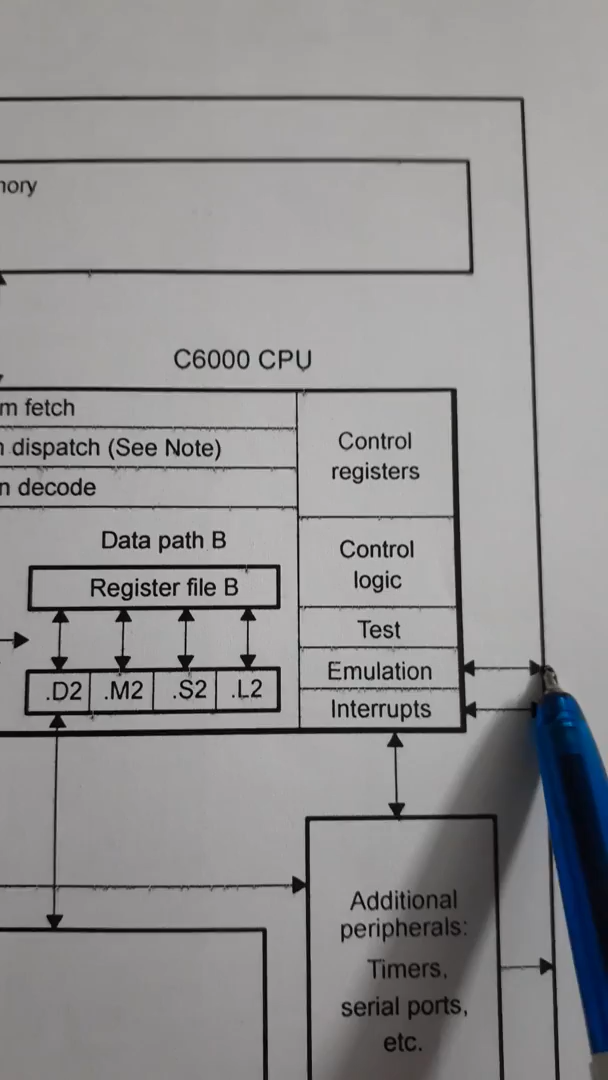 C6000 CPU
fetch
dispatch (See Note)
decode
Control
registers
Data path B
Register file B
Control
logic
Test
Emulation
Interrupts
.D2 .M2 .S2 .L2
Additional
peripherals:
Timers,
serial ports,
etc.